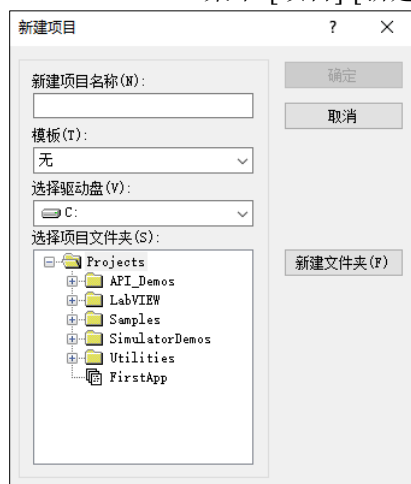 新建项目
?
新建项目名称(N):
确定
取消
模板(T):
无
选择驱动盘(V):
C:
选择项目文件夹(S):
新建文件夹(F)
Projects
API_Demos
LabVIEW
Samples
SimulatorDemos
Utilities
FirstApp